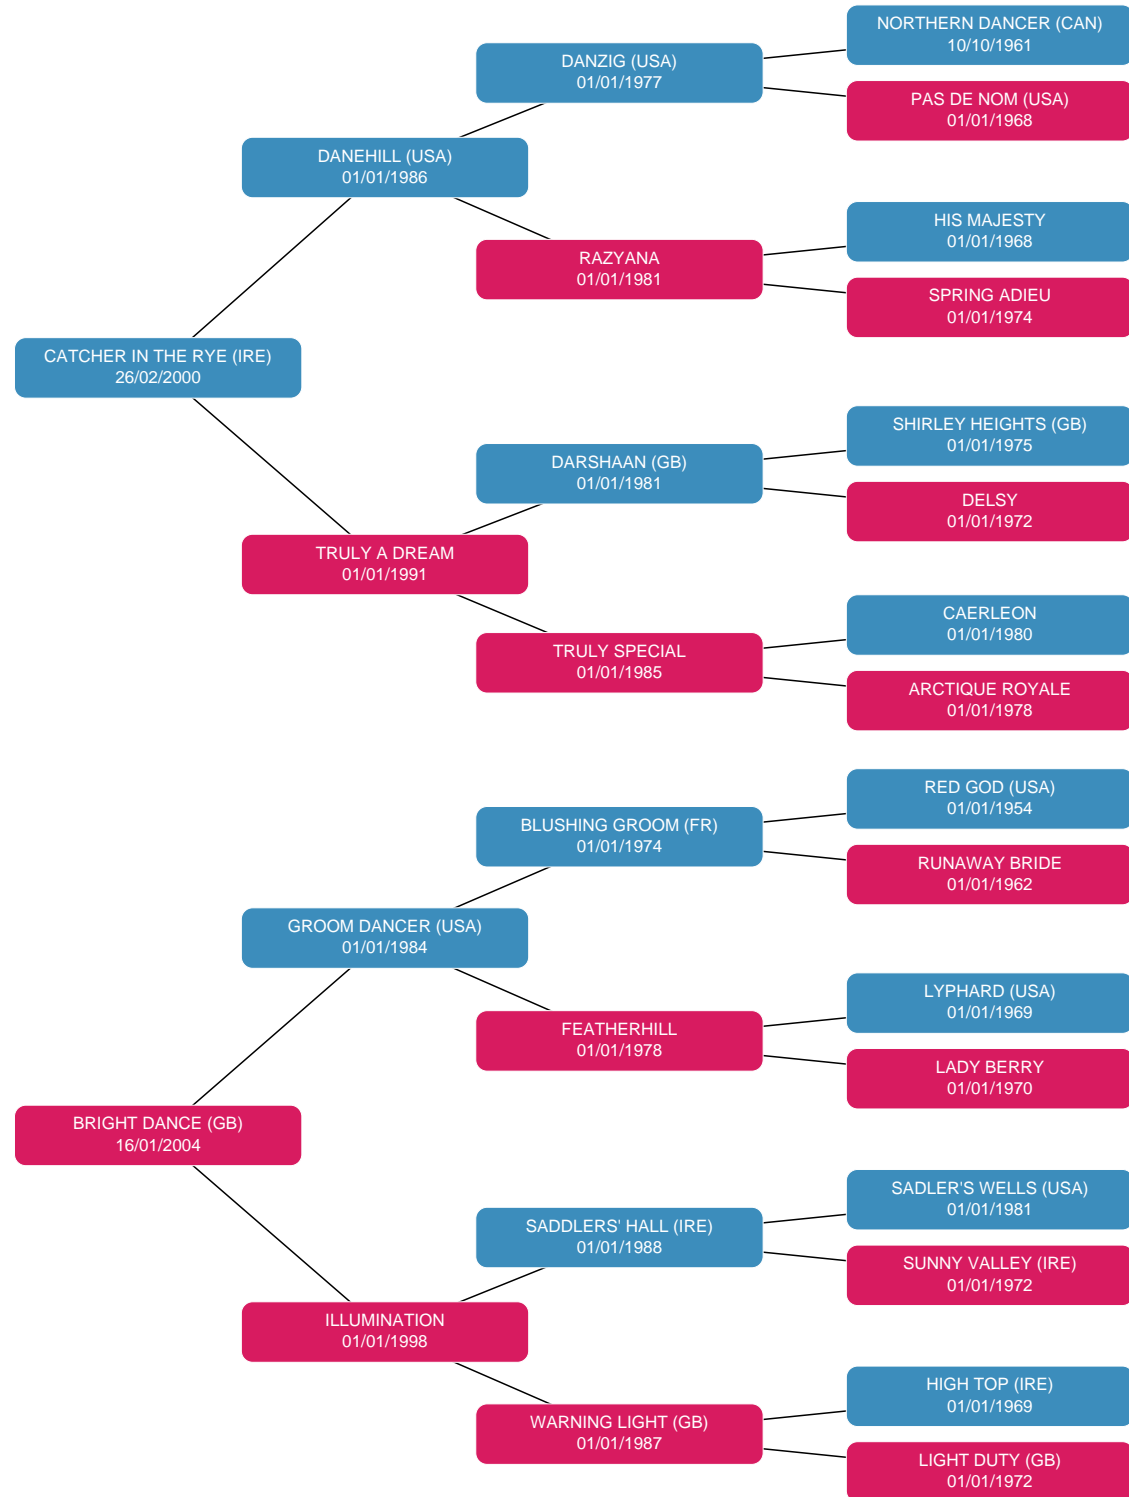 NORTHERN DANCER (CAN)
10/10/1961
DANZIG (USA)
01/01/1977
PAS DE NOM (USA)
01/01/1968
DANEHILL (USA)
01/01/1986
HIS MAJESTY
01/01/1968
RAZYANA
01/01/1981
SPRING ADIEU
01/01/1974
CATCHER IN THE RYE (IRE)
26/02/2000
SHIRLEY HEIGHTS (GB)
01/01/1975
DARSHAAN (GB)
01/01/1981
DELSY
01/01/1972
TRULY A DREAM
01/01/1991
CAERLEON
01/01/1980
TRULY SPECIAL
01/01/1985
ARCTIQUE ROYALE
01/01/1978
RED GOD (USA)
01/01/1954
BLUSHING GROOM (FR)
01/01/1974
RUNAWAY BRIDE
01/01/1962
GROOM DANCER (USA)
01/01/1984
LYPHARD (USA)
01/01/1969
FEATHERHILL
01/01/1978
LADY BERRY
01/01/1970
BRIGHT DANCE (GB)
16/01/2004
SADLER'S WELLS (USA)
01/01/1981
SADDLERS' HALL (IRE)
01/01/1988
SUNNY VALLEY (IRE)
01/01/1972
ILLUMINATION
01/01/1998
HIGH TOP (IRE)
01/01/1969
WARNING LIGHT (GB)
01/01/1987
LIGHT DUTY (GB)
01/01/1972